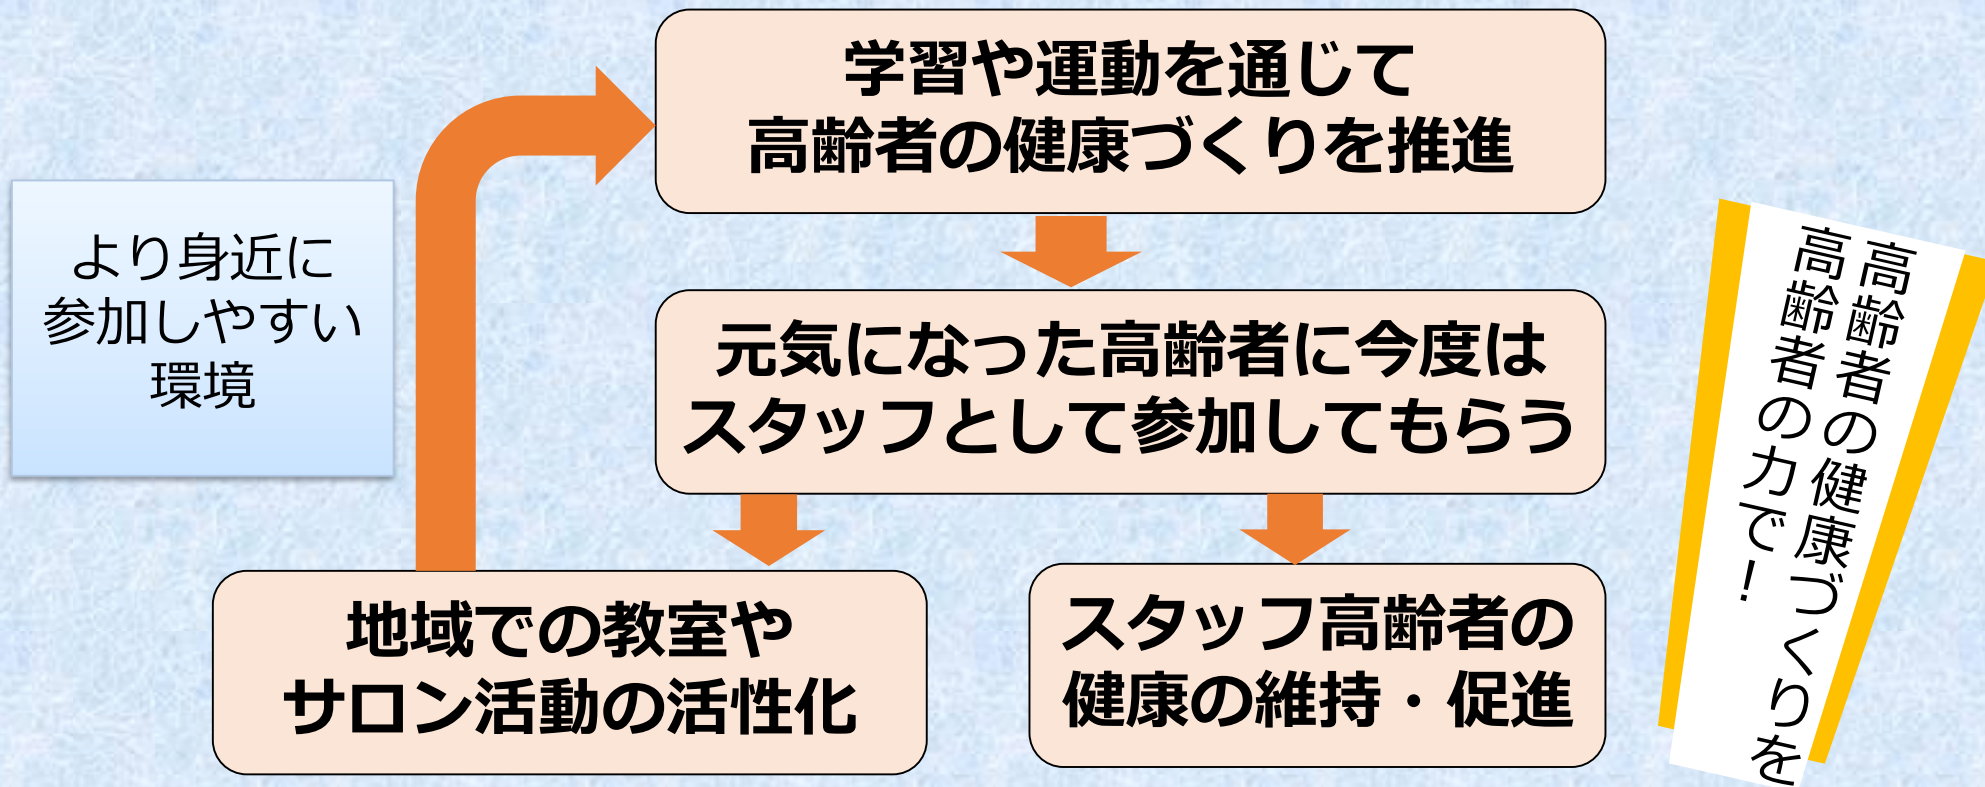 学習や運動を通じて
高齢者の健康づくりを推進
より身近に
参加しやすい
環境
元気になった高齢者に今度は
スタッフとして参加してもらう
地域での教室や
サロン活動の活性化
スタッフ高齢者の
健康の維持・促進
高齢者の健康づくりを
高齢者の力で！